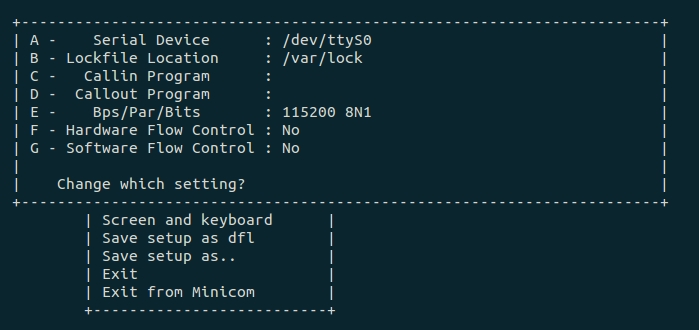 A -    Serial Device      : /dev/ttyS0
B - Lockfile Location     : /var/lock
C -   Callin Program      :
D -  Callout Program      :
E -    Bps/Par/Bits       : 115200 8N1
F - Hardware Flow Control : No
G - Software Flow Control : No
Change which setting?
Screen and keyboard
Save setup as dfl
Save setup as..
Exit
Exit from Minicom